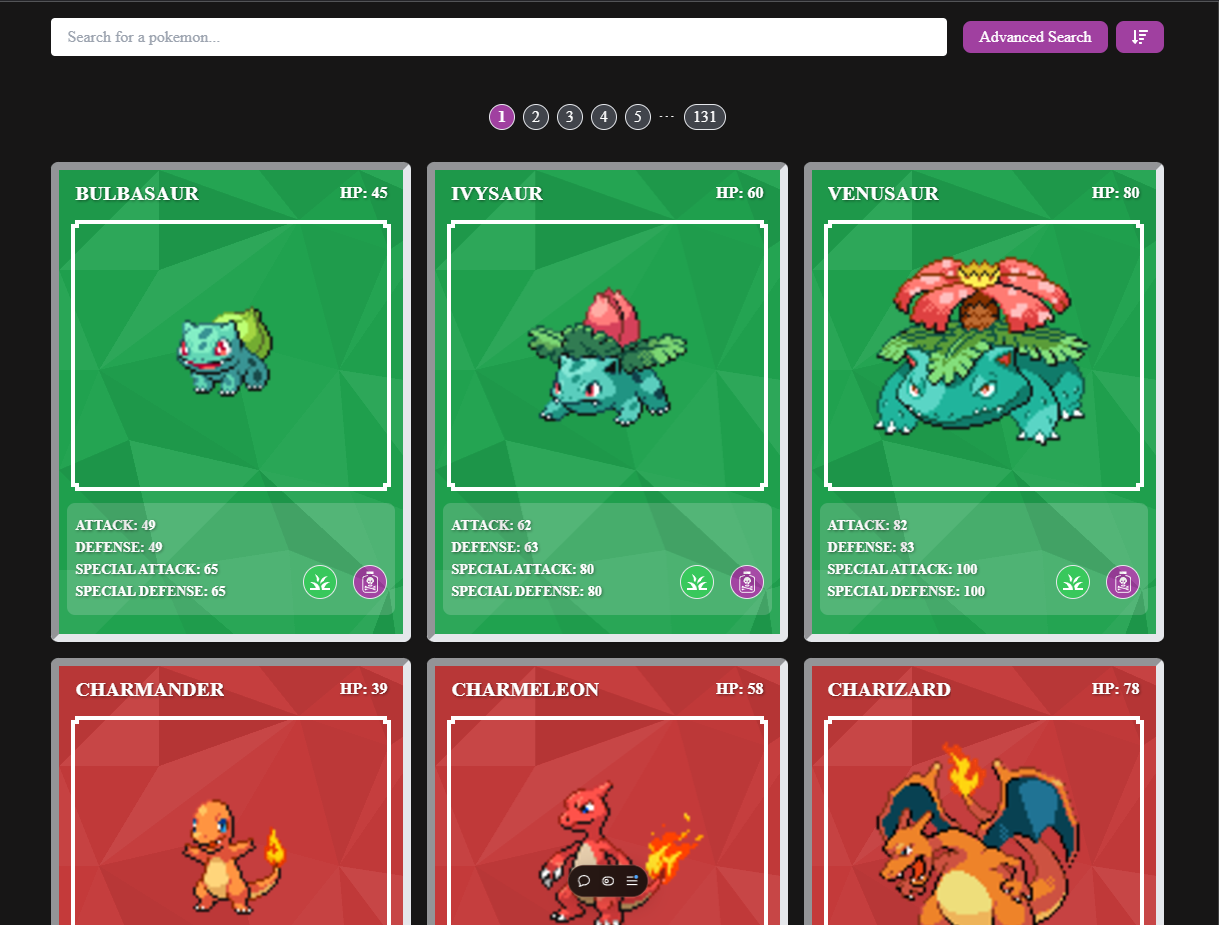 Search for a pokemon...
Advanced Search
1 2 3 4 5 ... 131
BULBASAUR HP: 45
ATTACK: 49
DEFENSE: 49
SPECIAL ATTACK: 65
SPECIAL DEFENSE: 65
IVYSAUR HP: 60
ATTACK: 62
DEFENSE: 63
SPECIAL ATTACK: 80
SPECIAL DEFENSE: 80
VENUSAUR HP: 80
ATTACK: 82
DEFENSE: 83
SPECIAL ATTACK: 100
SPECIAL DEFENSE: 100
CHARMANDER HP: 39
CHARMELEON HP: 58
CHARIZARD HP: 78